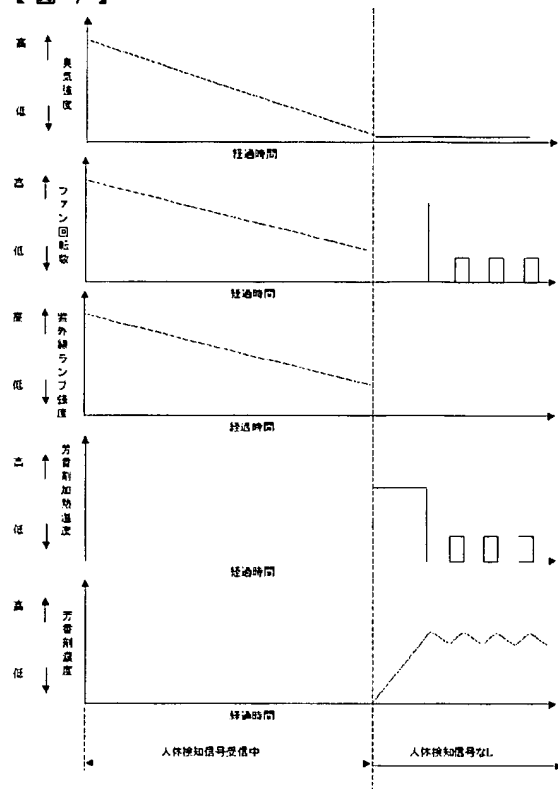 【図7】
高
低
臭気強度
経過時間
高
低
ファン回転数
経過時間
高
低
紫外線ランプ強度
経過時間
高
低
芳香剤加熱温度
経過時間
高
低
芳香剤濃度
経過時間
人体検知信号受信中
人体検知信号なし